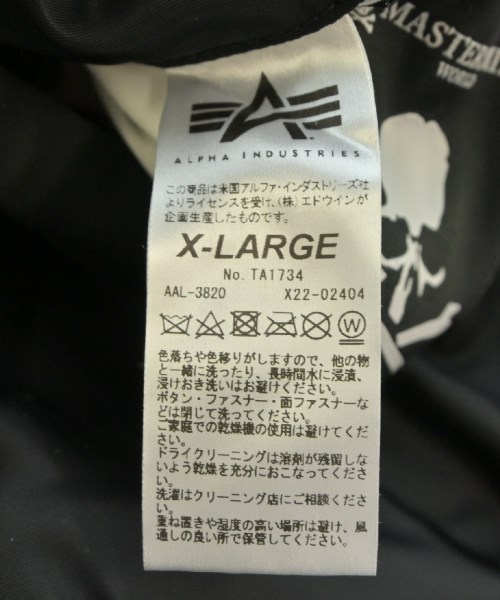 MASTERMI
WORLD
ALPHA INDUSTRIES
この商品は米国アルファ・インダストリーズ社
よりライセンスを受け、(株)エドウインが
企画生産したものです。
X-LARGE
No. TA1734
AAL-3820 X22-02404
W
色落ちや色移りがしますので、他の物
と一緒に洗ったり、長時間水に浸漬、
浸けおき洗いはお避けください。
ボタン・ファスナー・面ファスナーな
どは閉じて洗ってください。
ご家庭での乾燥機の使用は避けてくだ
さい。
ドライクリーニングは溶剤が残留しな
いよう乾燥を充分におこなってくださ
い。
洗濯はクリーニング店にご相談くださ
い。
重ね置きや湿度の高い場所は避け、風
通しの良い所で保管してください。